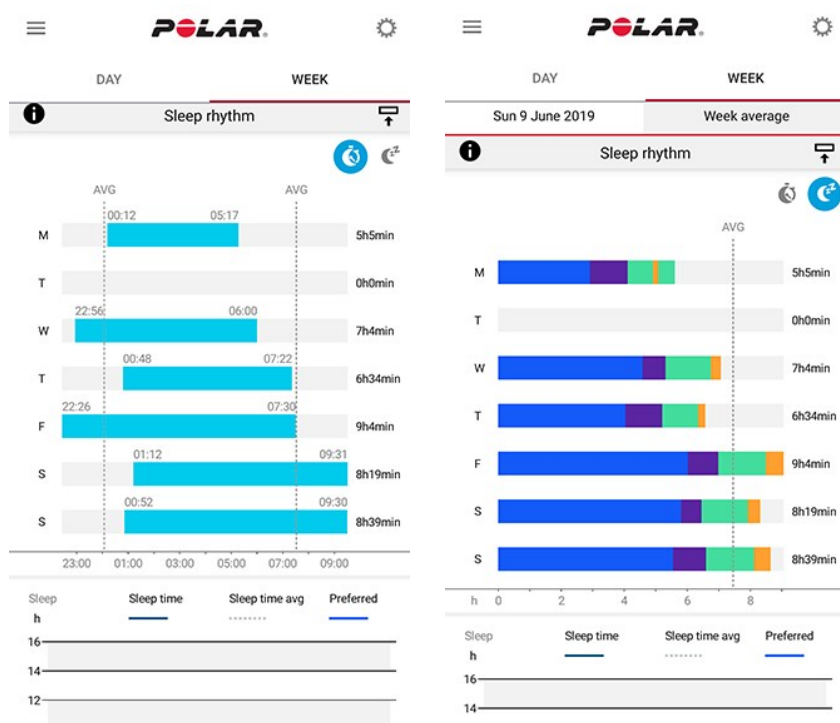 POLAR
DAY WEEK
Sleep rhythm
AVG AVG
00:12 05:17
M 5h5min
T 0h0min
22:56 06:00
W 7h4min
00:48 07:22
T 6h34min
22:26 07:30
F 9h4min
01:12 09:31
S 8h19min
00:52 09:30
S 8h39min
23:00 01:00 03:00 05:00 07:00 09:00
Sleep Sleep time Sleep time avg Preferred
h
16
14
12
POLAR
DAY WEEK
Sun 9 June 2019 Week average
Sleep rhythm
AVG
M 5h5min
T 0h0min
W 7h4min
T 6h34min
F 9h4min
S 8h19min
S 8h39min
h 0 2 4 6 8
Sleep Sleep time Sleep time avg Preferred
h
16
14